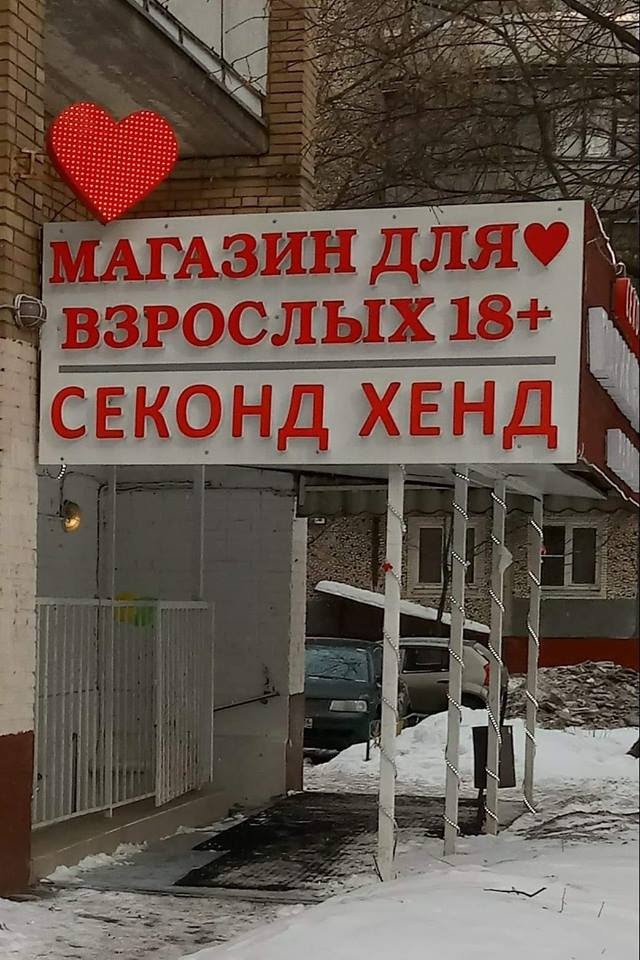 МАГАЗИН ДЛЯ
ВЗРОСЛЫХ 18+
СЕКОНД ХЕНД